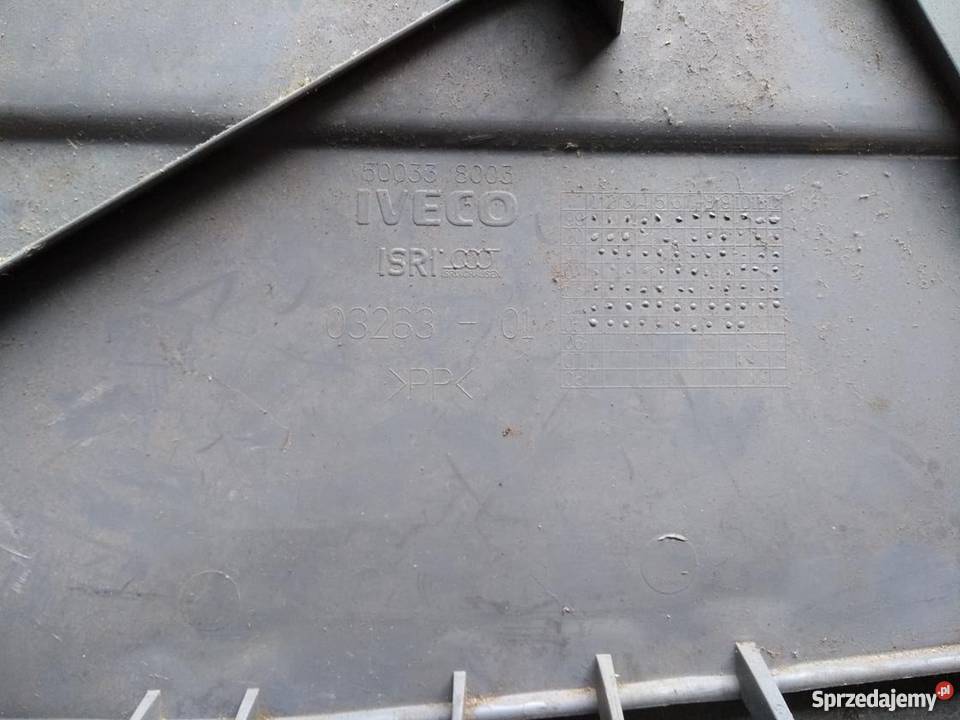 50033 8003
IVECO
ISRI
03263 - 01
>PP<
Sprzedajemy.pl